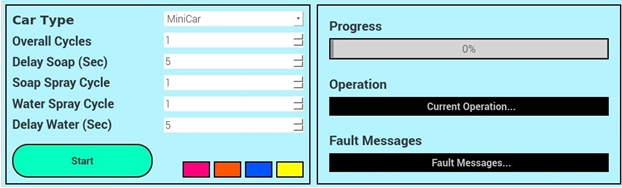 Car Type MiniCar
Overall Cycles 1
Delay Soap (Sec) 5
Soap Spray Cycle 1
Water Spray Cycle 1
Delay Water (Sec) 5
Start
Progress
0%
Operation
Current Operation...
Fault Messages
Fault Messages...